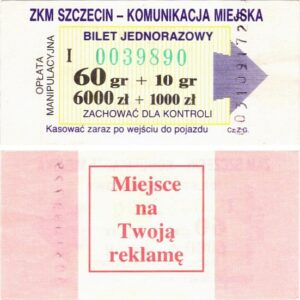 ZKM SZCZECIN – KOMUNIKACJA MIEJSKA
OPŁATA
MANIPULACYJNA
BILET JEDNORAZOWY
I 0039890
60 gr + 10 gr
6000 zł + 1000 zł
ZACHOWAĆ DLA KONTROLI
Kasować zaraz po wejściu do pojazdu
Cz.Z.G.
Miejsce
na
Twoją
reklamę